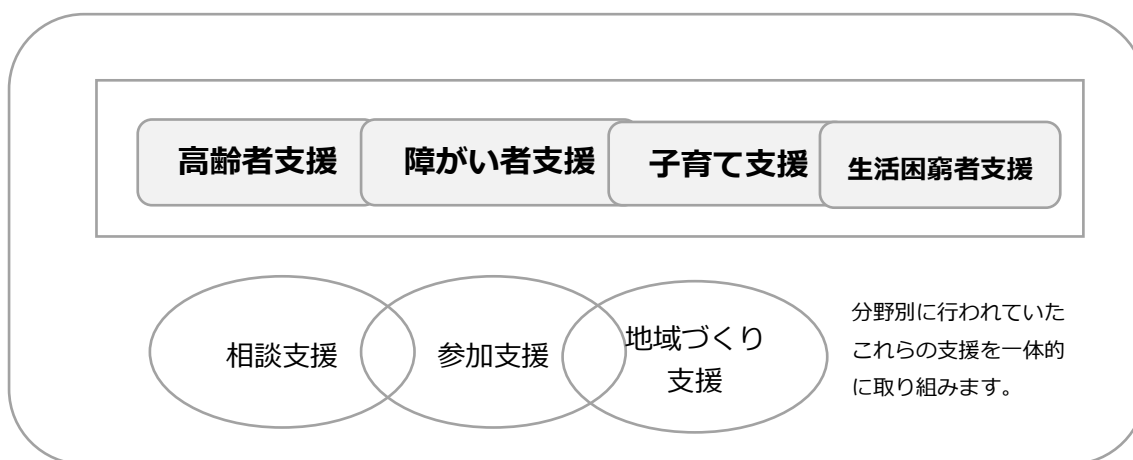 高齢者支援
障がい者支援
子育て支援
生活困窮者支援
相談支援
参加支援
地域づくり
支援
分野別に行われていた
これらの支援を一体的
に取り組みます。